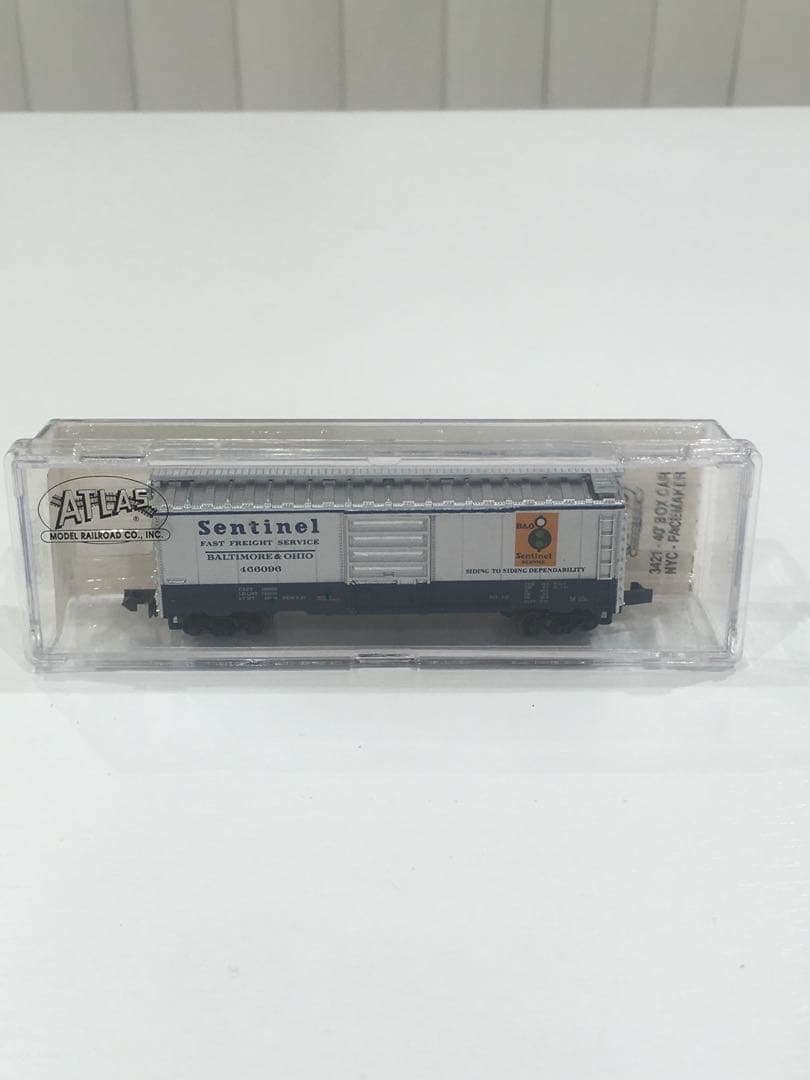 ATLAS
®
MODEL RAILROAD CO., INC.
Sentinel
FAST FREIGHT SERVICE
BALTIMORE & OHIO
466096
B&O
Sentinel
SERVICE
SIDING TO SIDING DEPENDABILITY
3421 - 40' BOX CAR
NYC - PACEMAKER